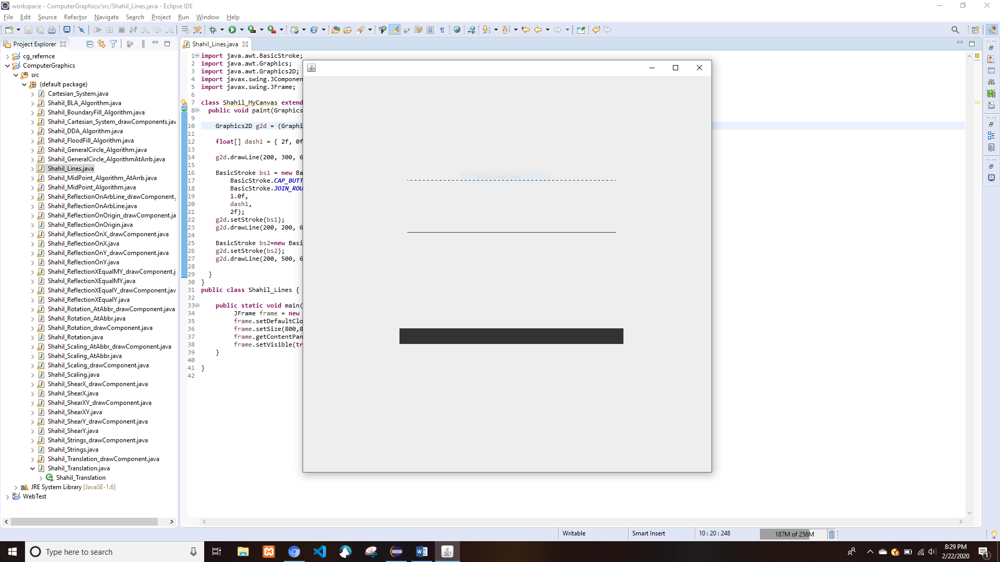 workspace - ComputerGraphics/src/Shahil_Lines.java - Eclipse IDE
File Edit Source Refactor Navigate Search Project Run Window Help
Project Explorer
cg_refernce
ComputerGraphics
src
(default package)
Cartesian_System.java
Shahil_BLA_Algorithm.java
Shahil_BoundaryFill_Algorithm.java
Shahil_Cartesian_System_drawComponents.jav
Shahil_DDA_Algorithm.java
Shahil_FloodFill_Algorithm.java
Shahil_GeneralCircle_Algorithm.java
Shahil_GeneralCircle_AlgorithmAtArrb.java
Shahil_Lines.java
Shahil_MidPoint_Algorithm_AtArrb.java
Shahil_MidPoint_Algorithm.java
Shahil_ReflectionOnArbLine_drawComponent.
Shahil_ReflectionOnArbLine.java
Shahil_ReflectionOnOrigin_drawComponent.ja
Shahil_ReflectionOnOrigin.java
Shahil_ReflectionOnX_drawComponent.java
Shahil_ReflectionOnX.java
Shahil_ReflectionOnY_drawComponent.java
Shahil_ReflectionOnY.java
Shahil_ReflectionXEqualMY_drawComponent.j
Shahil_ReflectionXEqualMY.java
Shahil_ReflectionXEqualY_drawComponent.jav
Shahil_ReflectionXEqualY.java
Shahil_Rotation_AtAbbr_drawComponent.java
Shahil_Rotation_AtAbbr.java
Shahil_Rotation_drawComponent.java
Shahil_Rotation.java
Shahil_Scaling_AtAbbr_drawComponent.java
Shahil_Scaling_AtAbbr.java
Shahil_Scaling_drawComponent.java
Shahil_Scaling.java
Shahil_ShearX_drawComponent.java
Shahil_ShearX.java
Shahil_ShearXY_drawComponent.java
Shahil_ShearXY.java
Shahil_ShearY_drawComponent.java
Shahil_ShearY.java
Shahil_Strings_drawComponent.java
Shahil_Strings.java
Shahil_Translation_drawComponent.java
Shahil_Translation.java
Shahil_Translation
JRE System Library [JavaSE-1.6]
WebTest
Shahil_Lines.java
1 import java.awt.BasicStroke;
2 import java.awt.Graphics;
3 import java.awt.Graphics2D;
4 import javax.swing.JComponen
5 import javax.swing.JFrame;
6
7 class Shahil_MyCanvas extend
8 public void paint(Graphics
9
10 Graphics2D g2d = (Graphi
11
12 float[] dash1 = { 2f, 0f
13
14 g2d.drawLine(200, 300, 6
15
16 BasicStroke bs1 = new Ba
17 BasicStroke.CAP_BUTT
18 BasicStroke.JOIN_ROU
19 1.0f,
20 dash1,
21 2f);
22 g2d.setStroke(bs1);
23 g2d.drawLine(200, 200, 6
24
25 BasicStroke bs2=new Basi
26 g2d.setStroke(bs2);
27 g2d.drawLine(200, 500, 6
28
29 }
30 }
31 public class Shahil_Lines {
32
33 public static void main(
34 JFrame frame = new
35 frame.setDefaultClo
36 frame.setSize(800,8
37 frame.getContentPan
38 frame.setVisible(tr
39 }
40
41 }
42
Full-screen Snip
Writable Smart Insert 10 : 20 : 248 187M of 256M
Type here to search
8:29 PM
2/22/2020
1